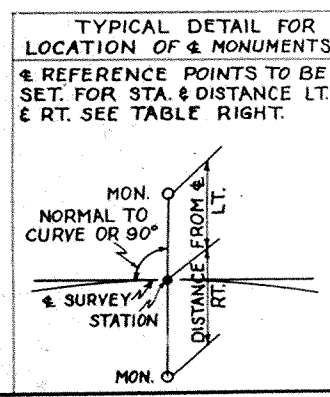 TYPICAL DETAIL FOR
LOCATION OF ℄ MONUMENTS
℄ REFERENCE POINTS TO BE
SET. FOR STA. & DISTANCE LT.
& RT. SEE TABLE RIGHT.
MON.
NORMAL TO
CURVE OR 90°
℄ SURVEY
STATION
DISTANCE FROM ℄
LT.
RT.
MON.